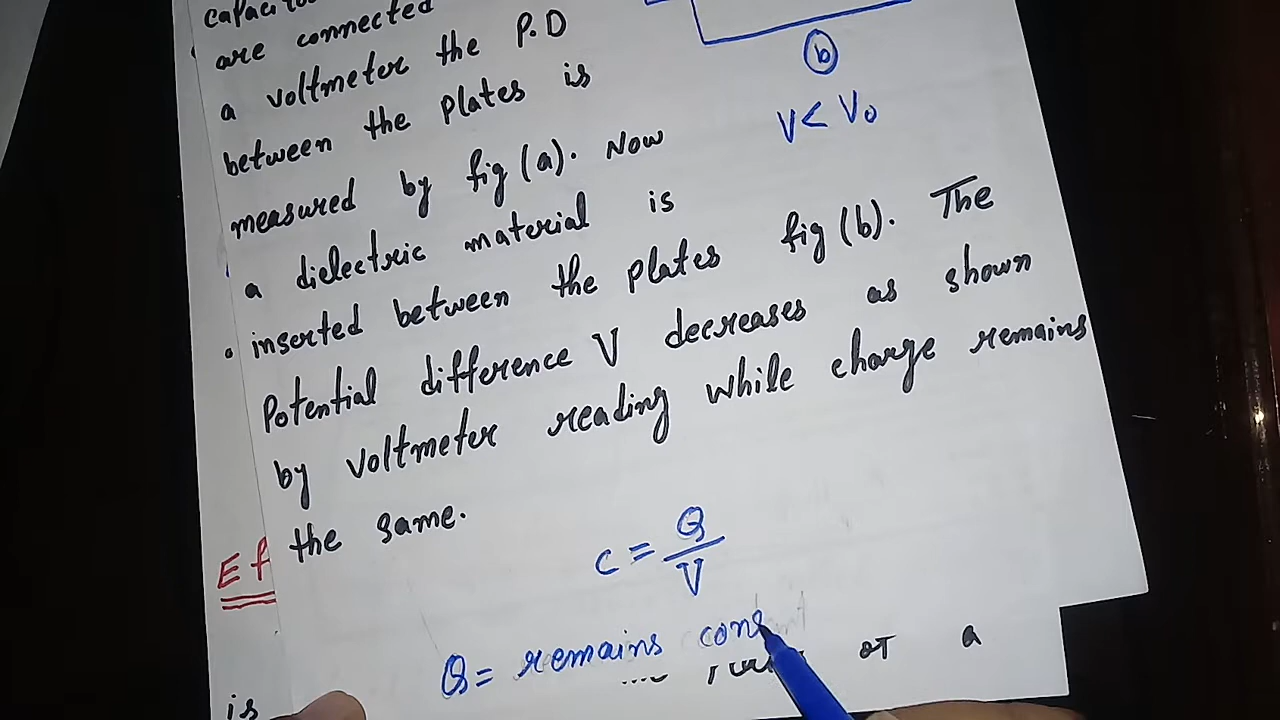 are connected
a voltmeter the P.D
between the plates is
measured by fig (a). Now
a dielectric material is
inserted between the plates fig (b). The
Potential difference V decreases as shown
by voltmeter reading while charge remains
the same.
b
V < V₀
C = Q/V
Q = remains cons
Ef
is
of a